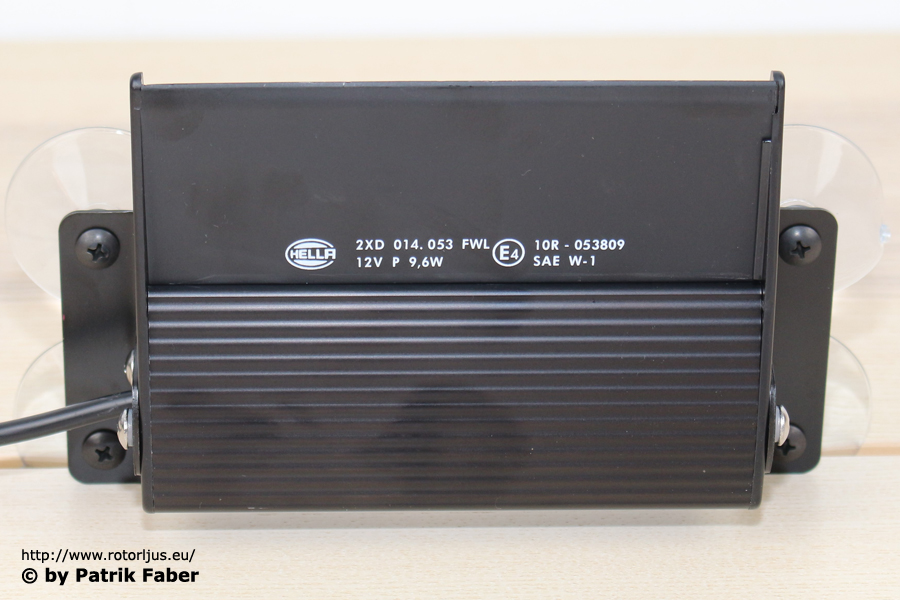 HELLA
2XD 014.053 FWL E4 10R - 053809
12V P 9,6W SAE W-1
http://www.rotorljus.eu/
© by Patrik Faber